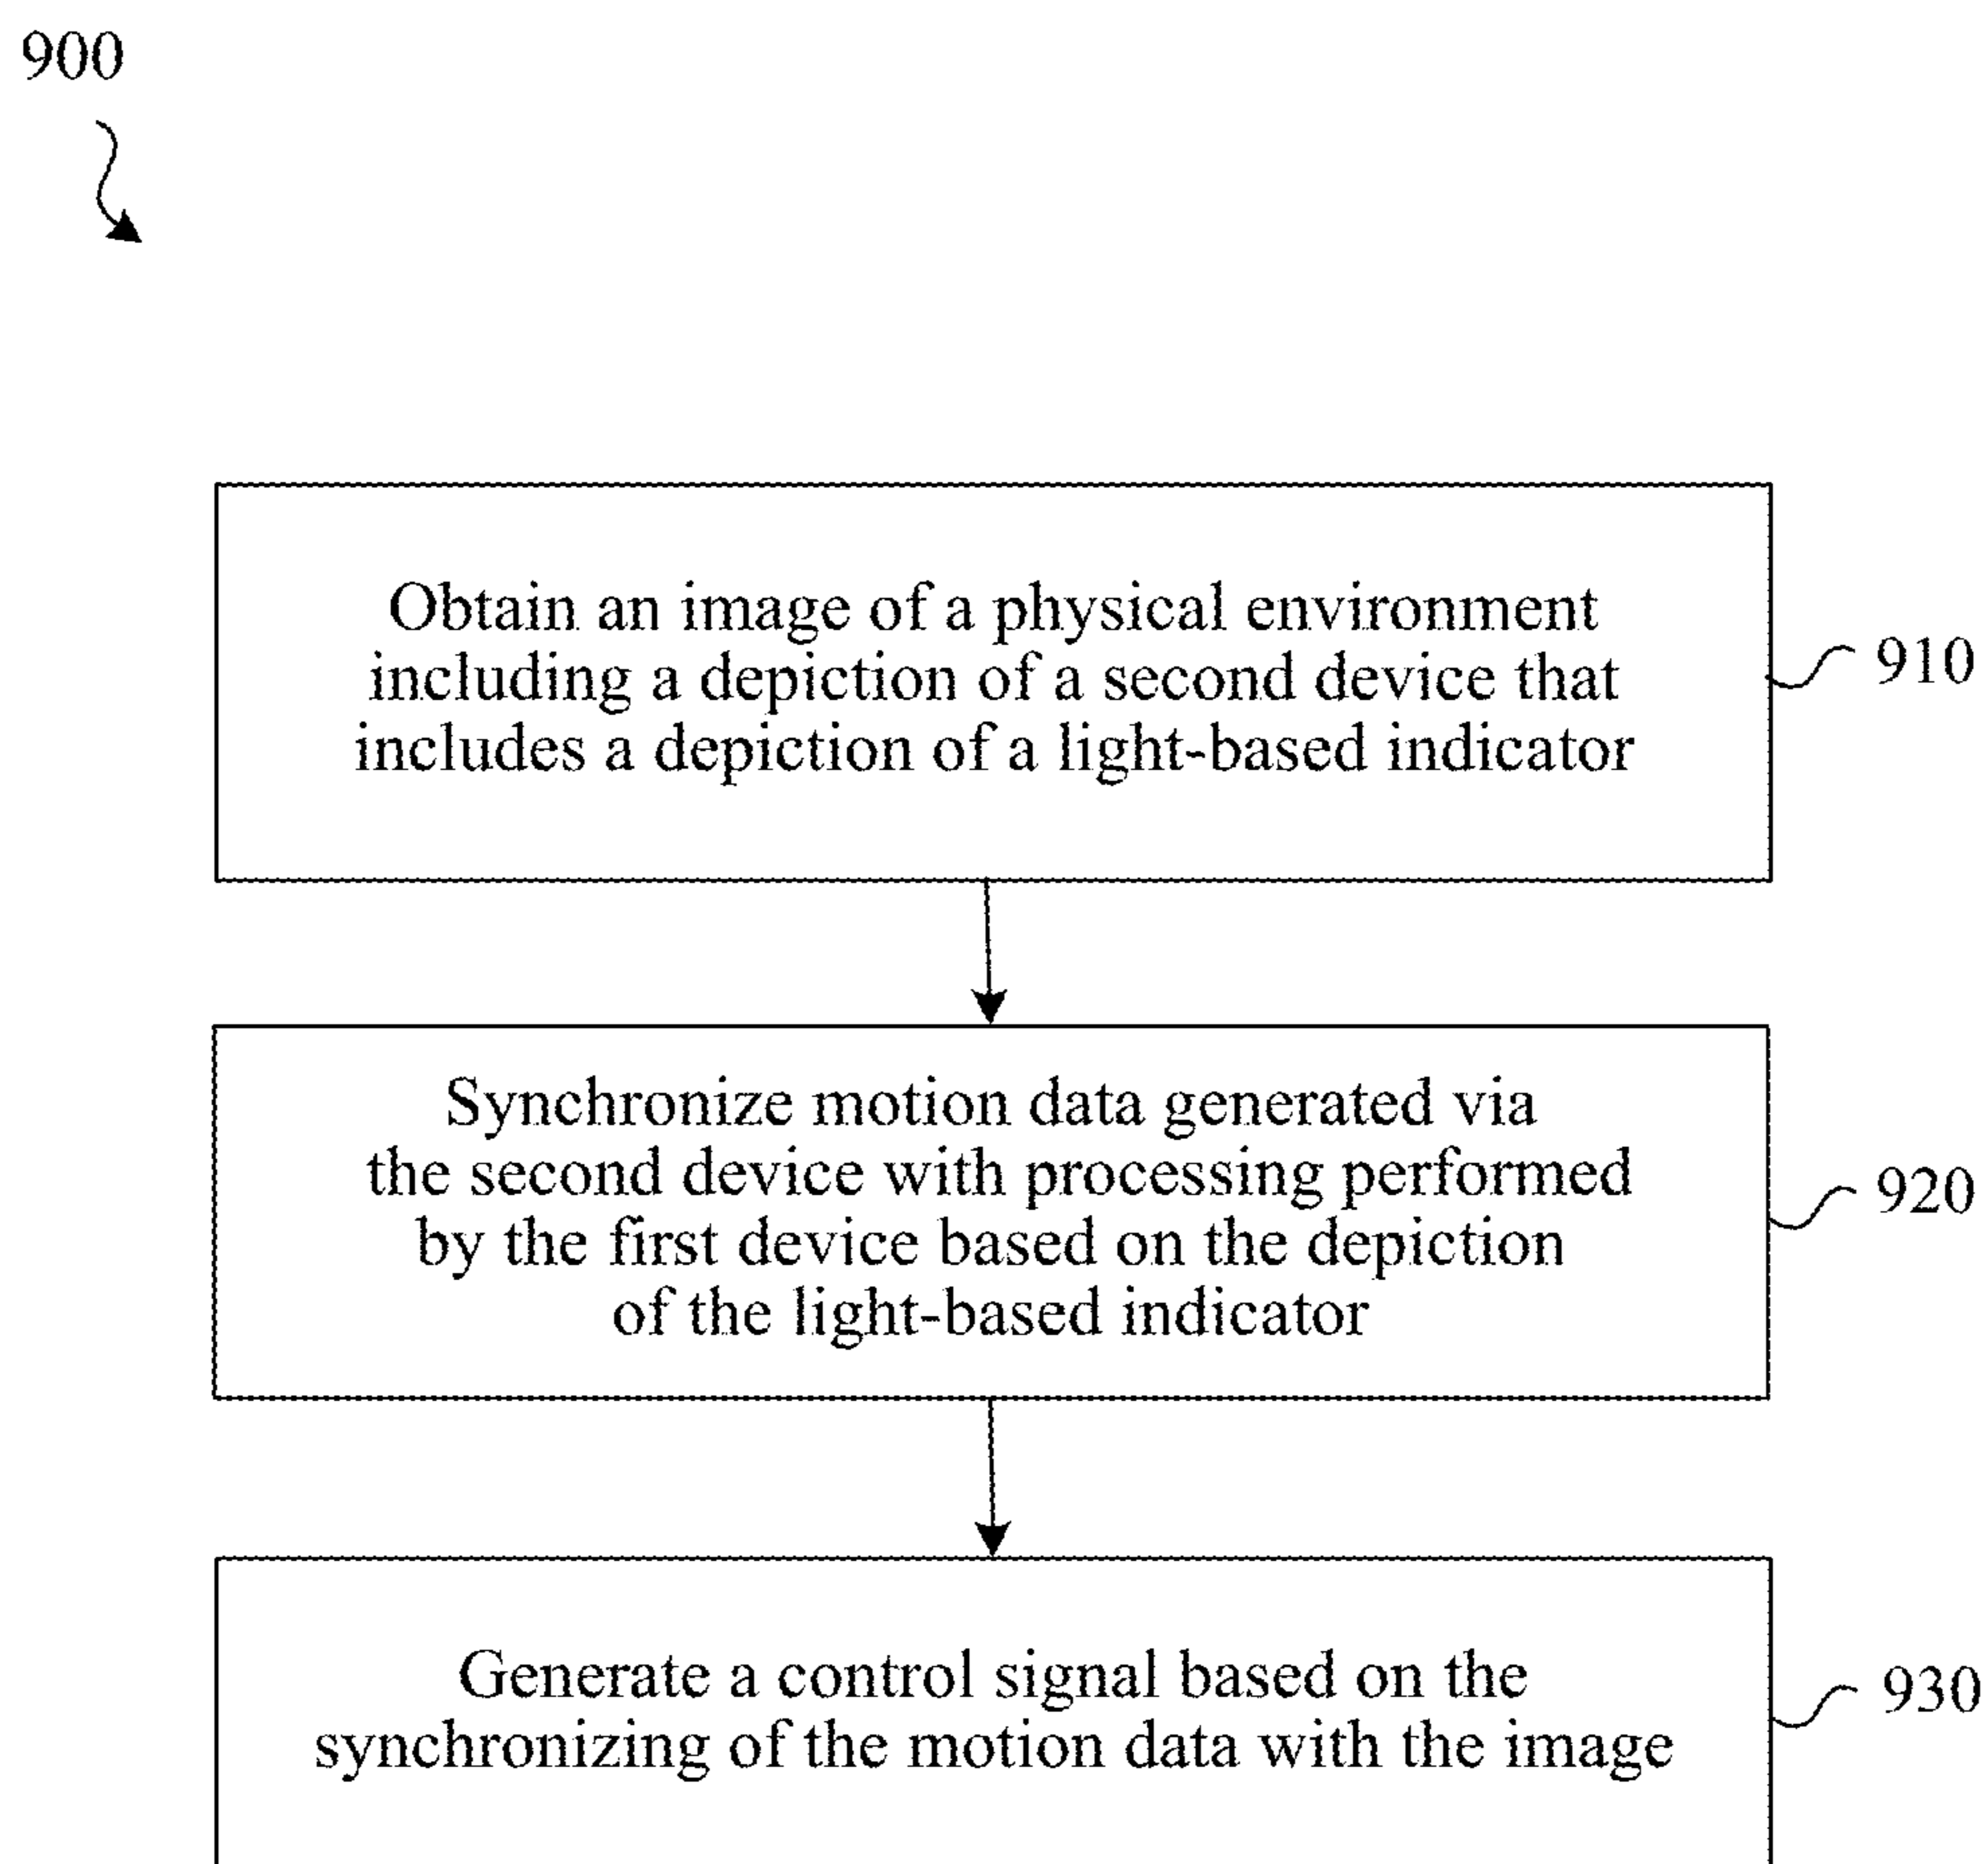 900
Obtain an image of a physical environment
including a depiction of a second device that
includes a depiction of a light-based indicator
910
Synchronize motion data generated via
the second device with processing performed
by the first device based on the depiction
of the light-based indicator
920
Generate a control signal based on the
synchronizing of the motion data with the image
930